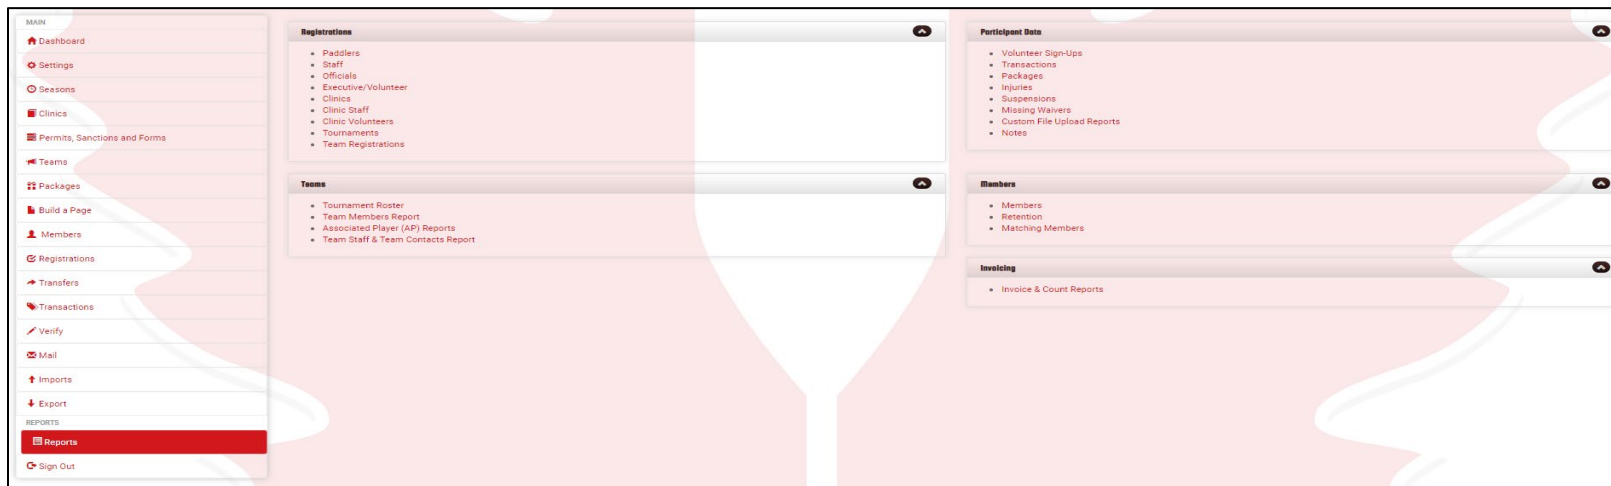 MAIN
Dashboard
Settings
Seasons
Clinics
Permits, Sanctions and Forms
Teams
Packages
Build a Page
Members
Registrations
Transfers
Transactions
Verify
Mail
Imports
Export
REPORTS
Reports
Sign Out
Registrations
Paddlers
Staff
Officials
Executive/Volunteer
Clinics
Clinic Staff
Clinic Volunteers
Tournaments
Team Registrations
Teams
Tournament Roster
Team Members Report
Associated Player (AP) Reports
Team Staff & Team Contacts Report
Participant Data
Volunteer Sign-Ups
Transactions
Packages
Injuries
Suspensions
Missing Waivers
Custom File Upload Reports
Notes
Members
Members
Retention
Matching Members
Invoicing
Invoice & Count Reports